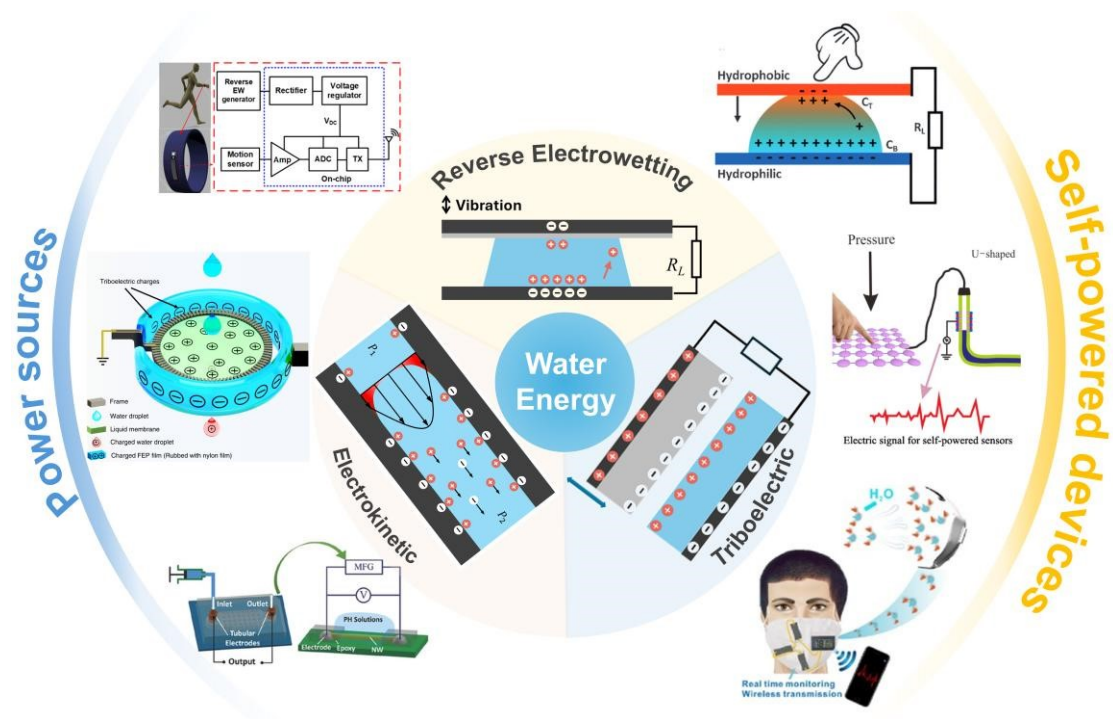 Power sources
Self-powered devices
Reverse
EW
generator
Rectifier
Voltage
regulator
V_DC
Motion
sensor
Amp
ADC
TX
On-chip
Hydrophobic
C_T
C_B
R_L
Hydrophilic
Reverse Electrowetting
Vibration
R_L
Triboelectric charges
Frame
Water droplet
Liquid membrane
Charged water droplet
Charged FEP film (Rubbed with nylon film)
Water
Energy
P₁
P₂
Electrokinetic
Triboelectric
Pressure
U-shaped
Electric signal for self-powered sensors
Inlet
Outlet
Tubular
Electrodes
Output
MFG
V
PH Solutions
Electrode
Epoxy
NW
H₂O
Real time monitoring
Wireless transmission